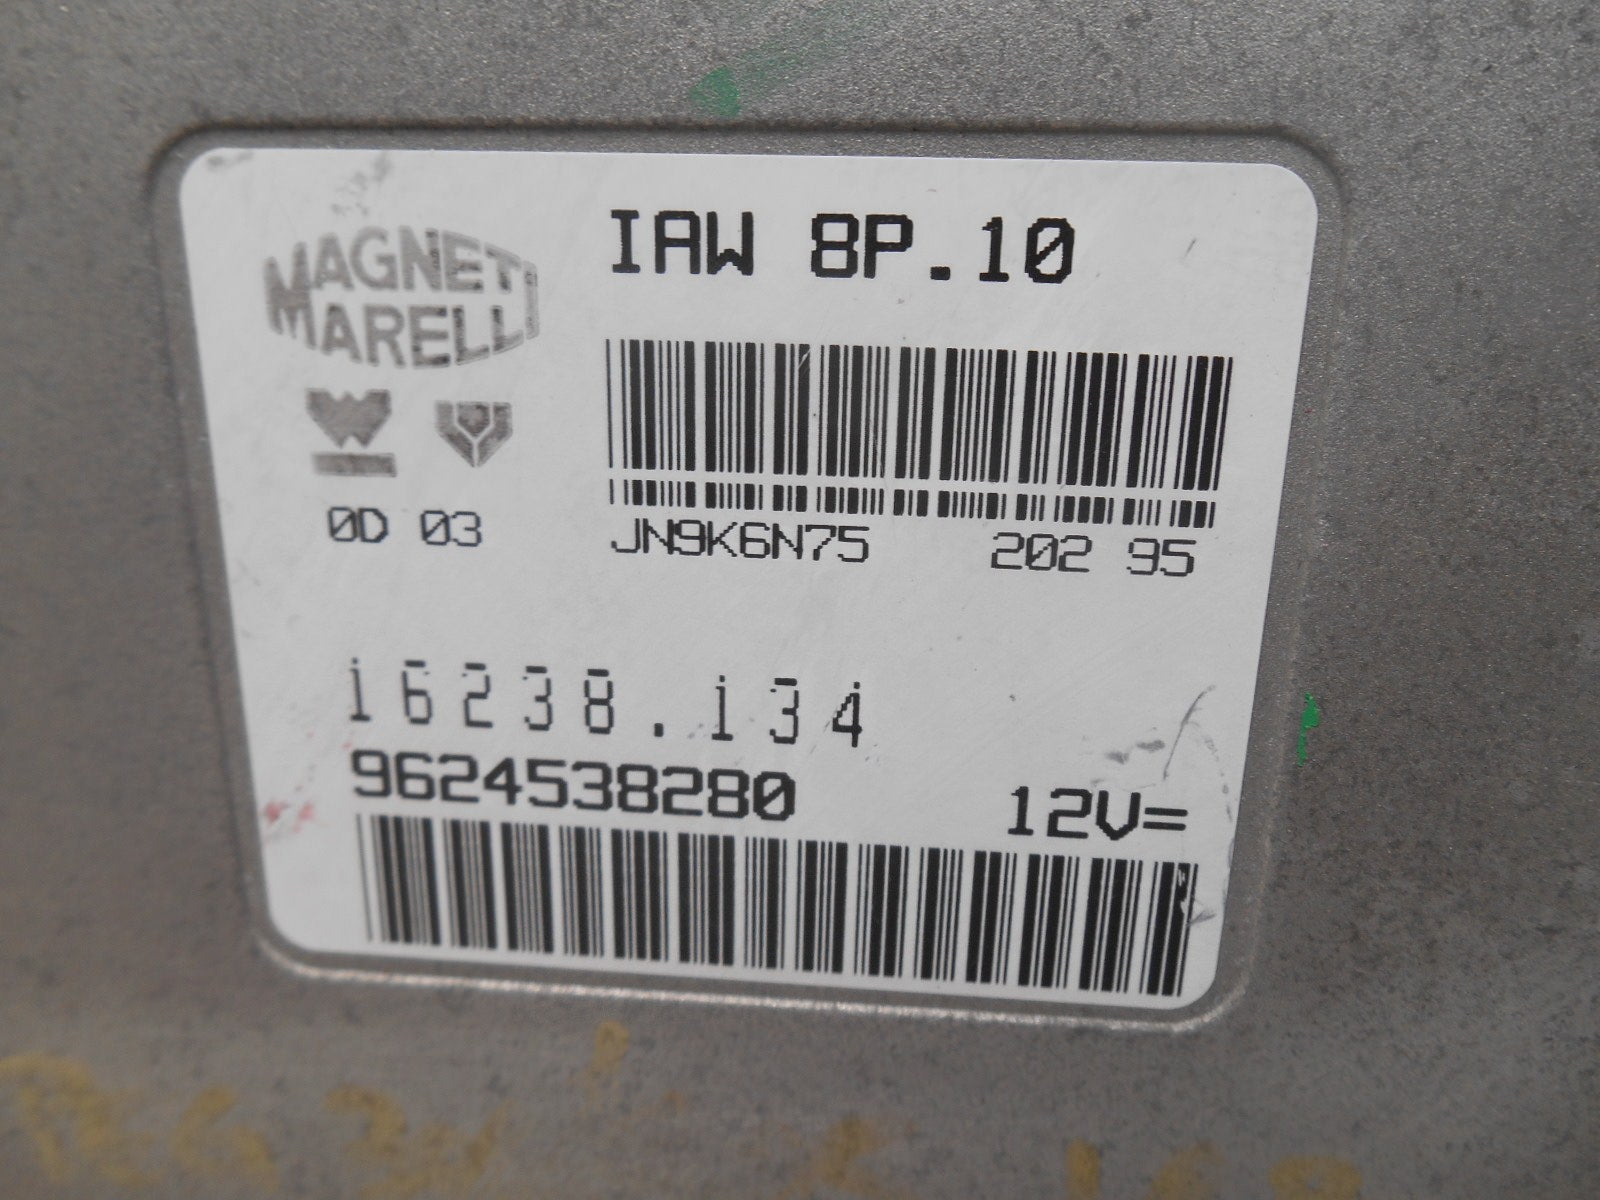 MAGNETI
MARELLI
IAW 8P.10
0D 03
JN9K6N75 202 95
16238.134
9624538280
12V=